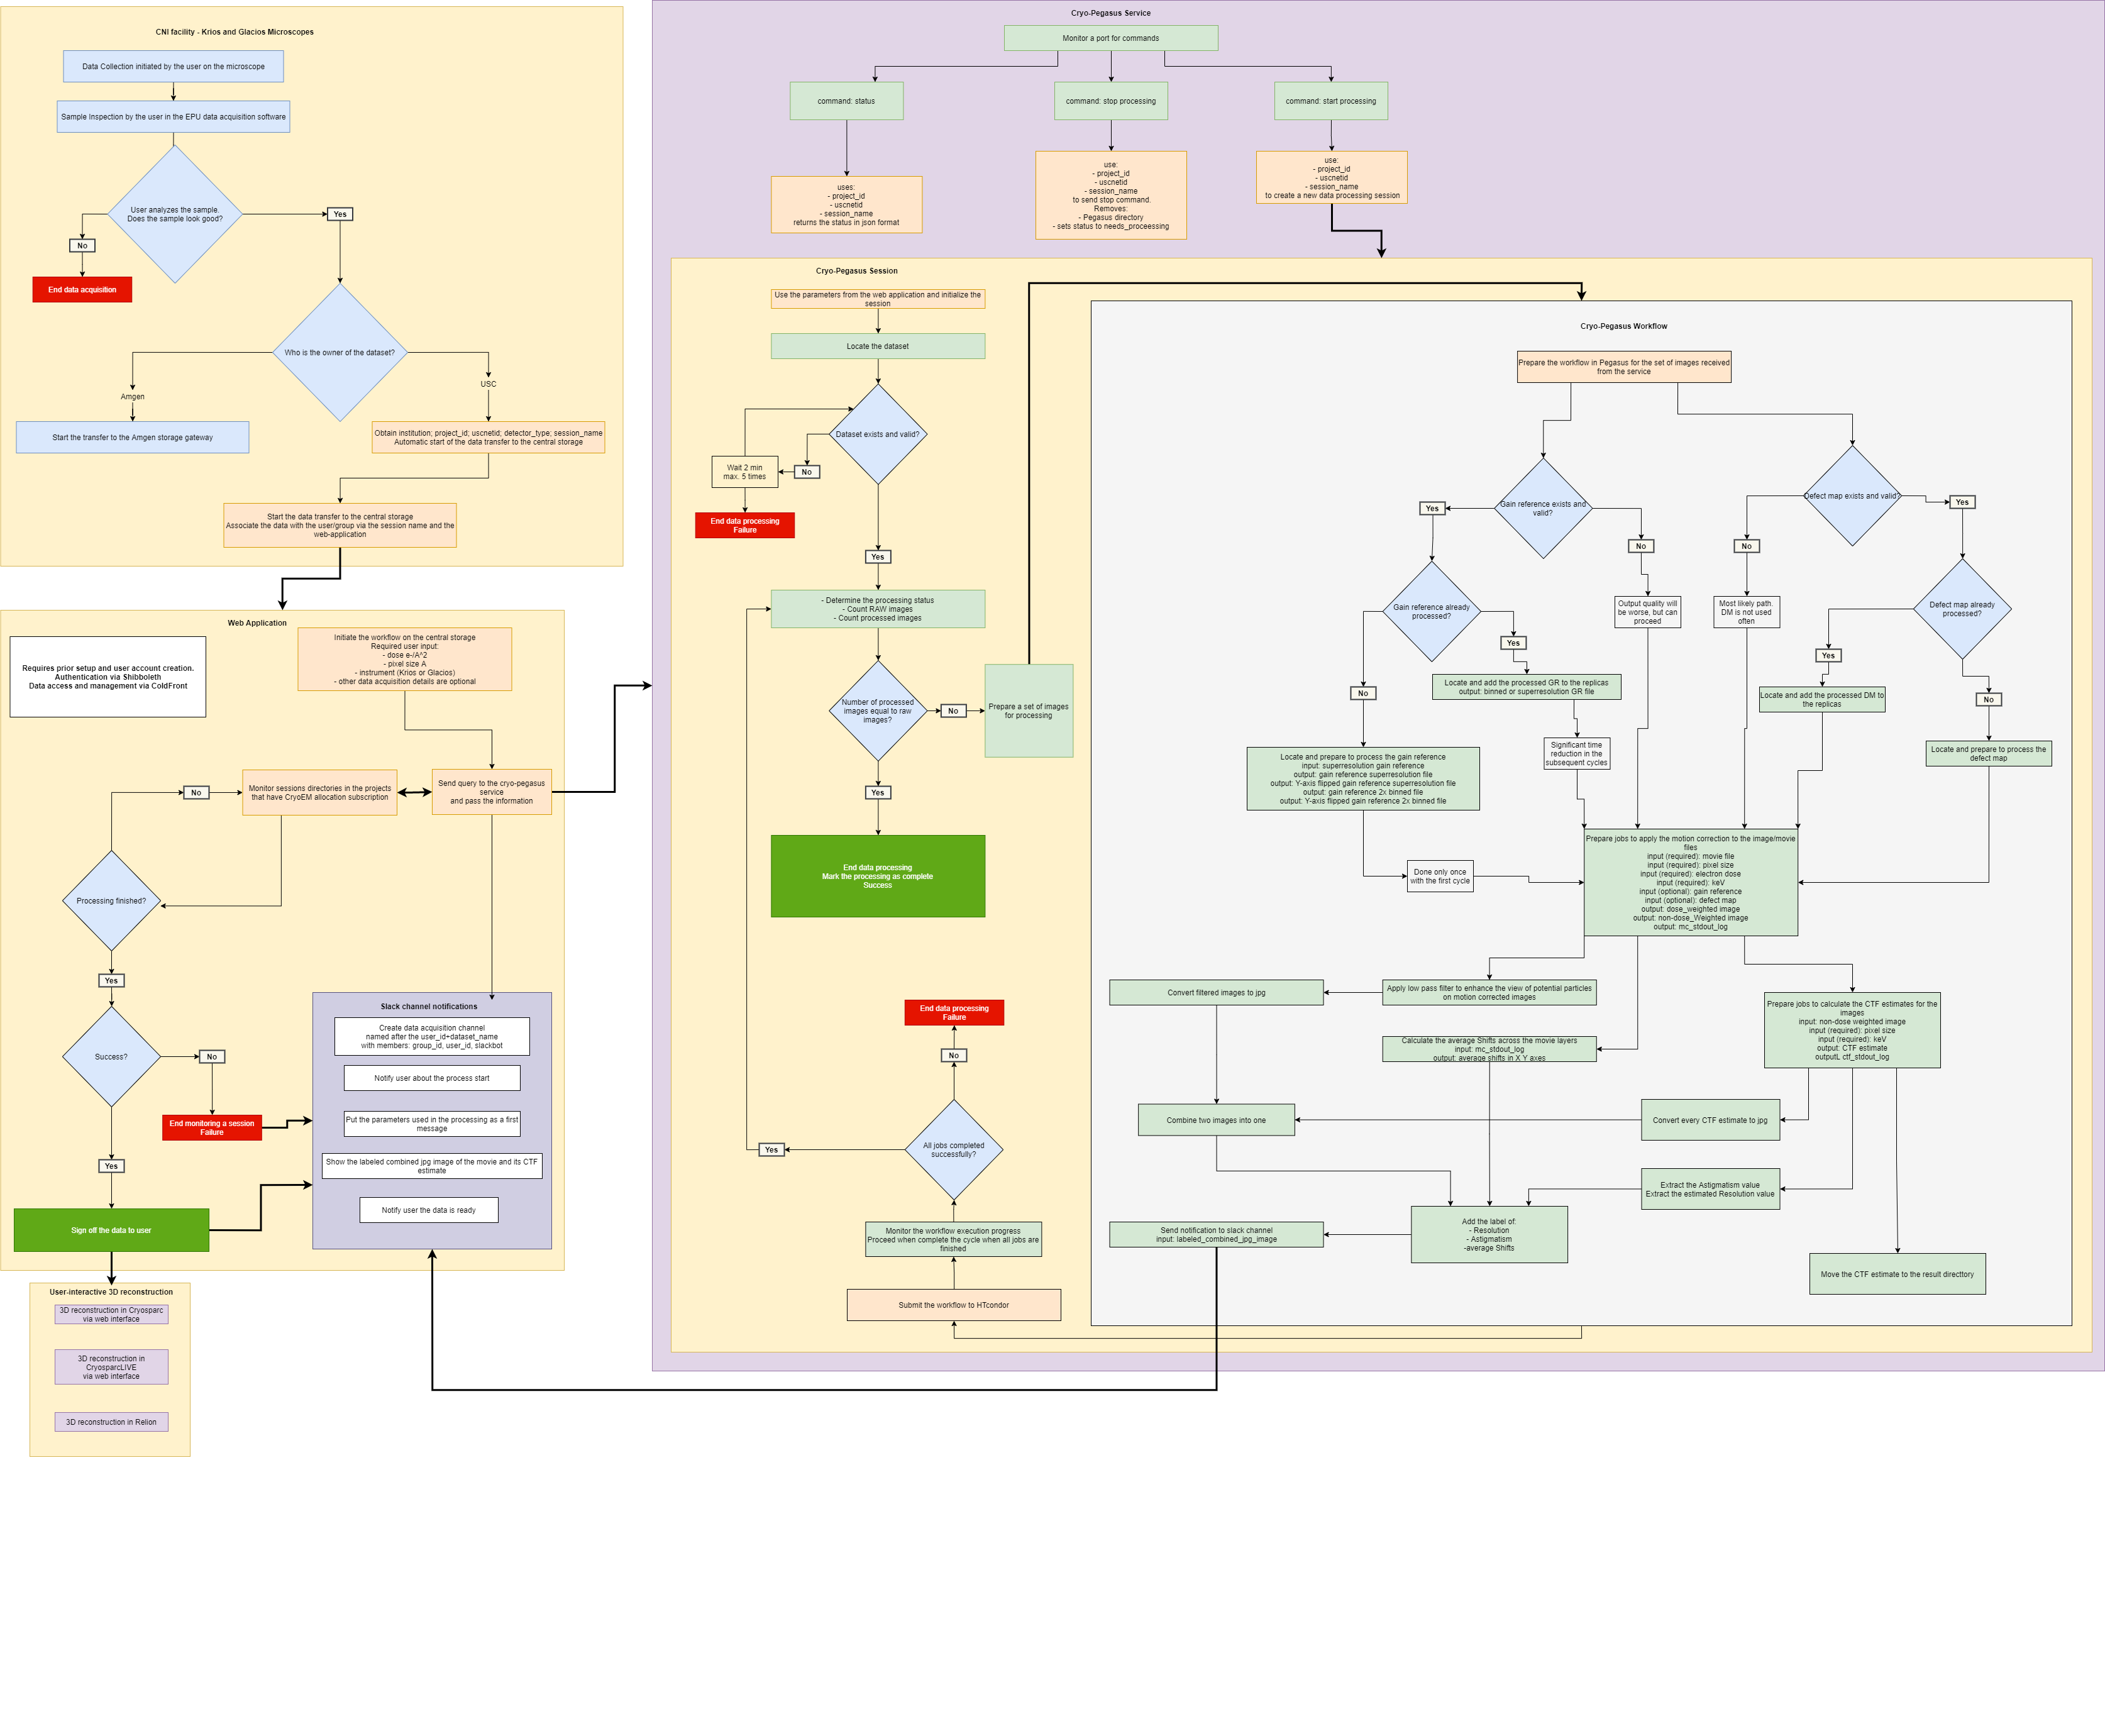 CNI facility - Krios and Glacios Microscopes
Data Collection initiated by the user on the microscope
Sample Inspection by the user in the EPU data acquisition software
User analyzes the sample.
Does the sample look good?
Yes
No
End data acquisition
Who is the owner of the dataset?
USC
Amgen
Start the transfer to the Amgen storage gateway
Obtain institution; project_id; uscnetid; detector_type; session_name
Automatic start of the data transfer to the central storage
Start the data transfer to the central storage
Associate the data with the user/group via the session name and the
web-application
Web Application
Requires prior setup and user account creation.
Authentication via Shibboleth
Data access and management via ColdFront
Initiate the workflow on the central storage
Required user input:
- dose e-/A^2
- pixel size A
- instrument (Krios or Glacios)
- other data acquisition details are optional
No
Monitor sessions directories in the projects
that have CryoEM allocation subscription
Send query to the cryo-pegasus
service
and pass the information
Processing finished?
Yes
Success?
No
End monitoring a session
Failure
Yes
Sign off the data to user
Slack channel notifications
Create data acquisition channel
named after the user_id+dataset_name
with members: group_id, user_id, slackbot
Notify user about the process start
Put the parameters used in the processing as a first
message
Show the labeled combined jpg image of the movie and its CTF
estimate
Notify user the data is ready
User-interactive 3D reconstruction
3D reconstruction in Cryosparc
via web interface
3D reconstruction in
CryosparcLIVE
via web interface
3D reconstruction in Relion
Cryo-Pegasus Service
Monitor a port for commands
command: status
command: stop processing
command: start processing
uses:
- project_id
- uscnetid
- session_name
returns the status in json format
use:
- project_id
- uscnetid
- session_name
to send stop command.
Removes:
- Pegasus directory
- sets status to needs_proceessing
use:
- project_id
- uscnetid
- session_name
to create a new data processing session
Cryo-Pegasus Session
Use the parameters from the web application and initialize the
session
Locate the dataset
Dataset exists and valid?
No
Wait 2 min
max. 5 times
End data processing
Failure
Yes
- Determine the processing status
- Count RAW images
- Count processed images
Number of processed
images equal to raw
images?
No
Prepare a set of images
for processing
Yes
End data processing
Mark the processing as complete
Success
End data processing
Failure
No
All jobs completed
successfully?
Yes
Monitor the workflow execution progress
Proceed when complete the cycle when all jobs are
finished
Submit the workflow to HTcondor
Cryo-Pegasus Workflow
Prepare the workflow in Pegasus for the set of images received
from the service
Gain reference exists and
valid?
Yes
No
Defect map exists and valid?
Yes
No
Gain reference already
processed?
Yes
No
Output quality will
be worse, but can
proceed
Most likely path.
DM is not used
often
Defect map already
processed?
Yes
No
Locate and add the processed GR to the replicas
output: binned or superresolution GR file
Locate and add the processed DM to
the replicas
Significant time
reduction in the
subsequent cycles
Locate and prepare to process the gain reference
input: superresolution gain reference
output: gain reference superresolution file
output: Y-axis flipped gain reference superresolution file
output: gain reference 2x binned file
output: Y-axis flipped gain reference 2x binned file
Locate and prepare to process the
defect map
Done only once
with the first cycle
Prepare jobs to apply the motion correction to the image/movie
files
input (required): movie file
input (required): pixel size
input (required): electron dose
input (required): keV
input (optional): gain reference
input (optional): defect map
output: dose_weighted image
output: non-dose_Weighted image
output: mc_stdout_log
Convert filtered images to jpg
Apply low pass filter to enhance the view of potential particles
on motion corrected images
Calculate the average Shifts across the movie layers
input: mc_stdout_log
output: average shifts in X Y axes
Prepare jobs to calculate the CTF estimates for the
images
input: non-dose weighted image
input (required): pixel size
input (required): keV
output: CTF estimate
outputL ctf_stdout_log
Combine two images into one
Convert every CTF estimate to jpg
Extract the Astigmatism value
Extract the estimated Resolution value
Send notification to slack channel
input: labeled_combined_jpg_image
Add the label of:
- Resolution
- Astigmatism
-average Shifts
Move the CTF estimate to the result directtory